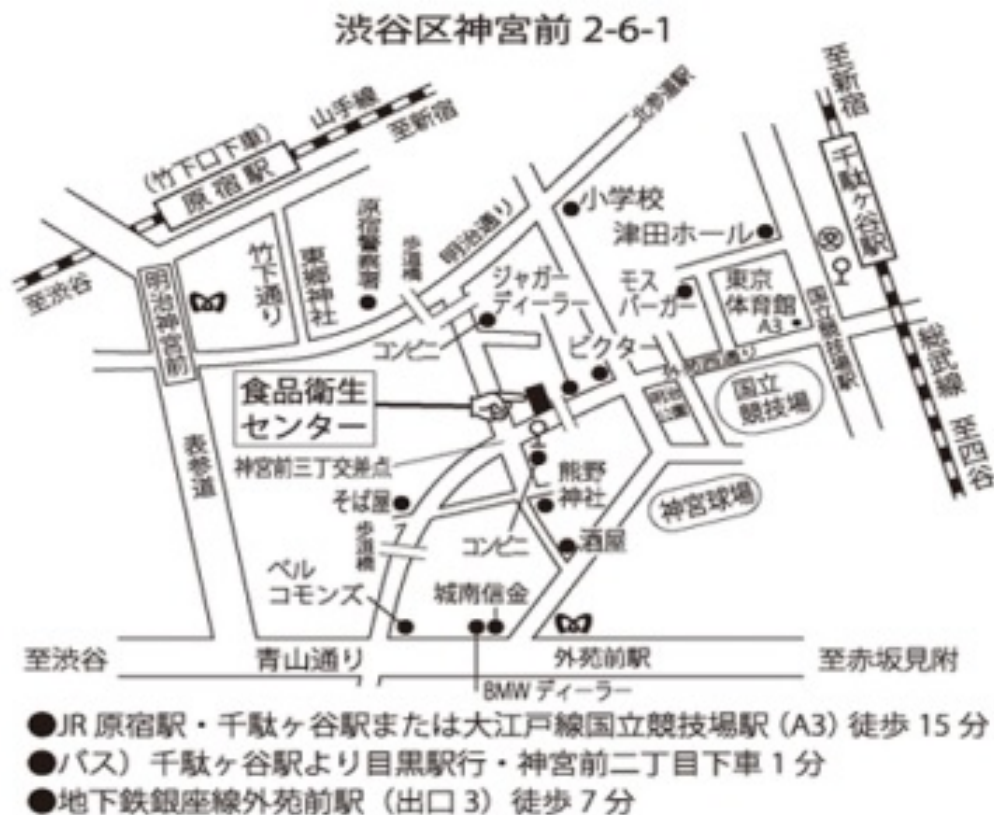 渋谷区神宮前 2-6-1
至新宿
北参道駅
山手線
至新宿
(竹下口下車)
原宿駅
千駄ヶ谷駅
小学校
明治通り
津田ホール
原宿警察署
歩道橋
竹下通り
東郷神社
至渋谷
明治神宮前
ジャガー
ディーラー
モス
バーガー
東京
体育館
A3
国立競技場駅
コンビニ
ビクター
総武線
至四谷
食品衛生
センター
明治
公園
国立
競技場
表参道
神宮前三丁交差点
熊野
神社
そば屋
神宮球場
歩道橋
コンビニ
酒屋
ベル
コモンズ
城南信金
至渋谷
青山通り
外苑前駅
至赤坂見附
BMW ディーラー
●JR 原宿駅・千駄ヶ谷駅または大江戸線国立競技場駅 (A3) 徒歩 15 分
●バス）千駄ヶ谷駅より目黒駅行・神宮前二丁目下車 1 分
●地下鉄銀座線外苑前駅（出口 3）徒歩 7 分